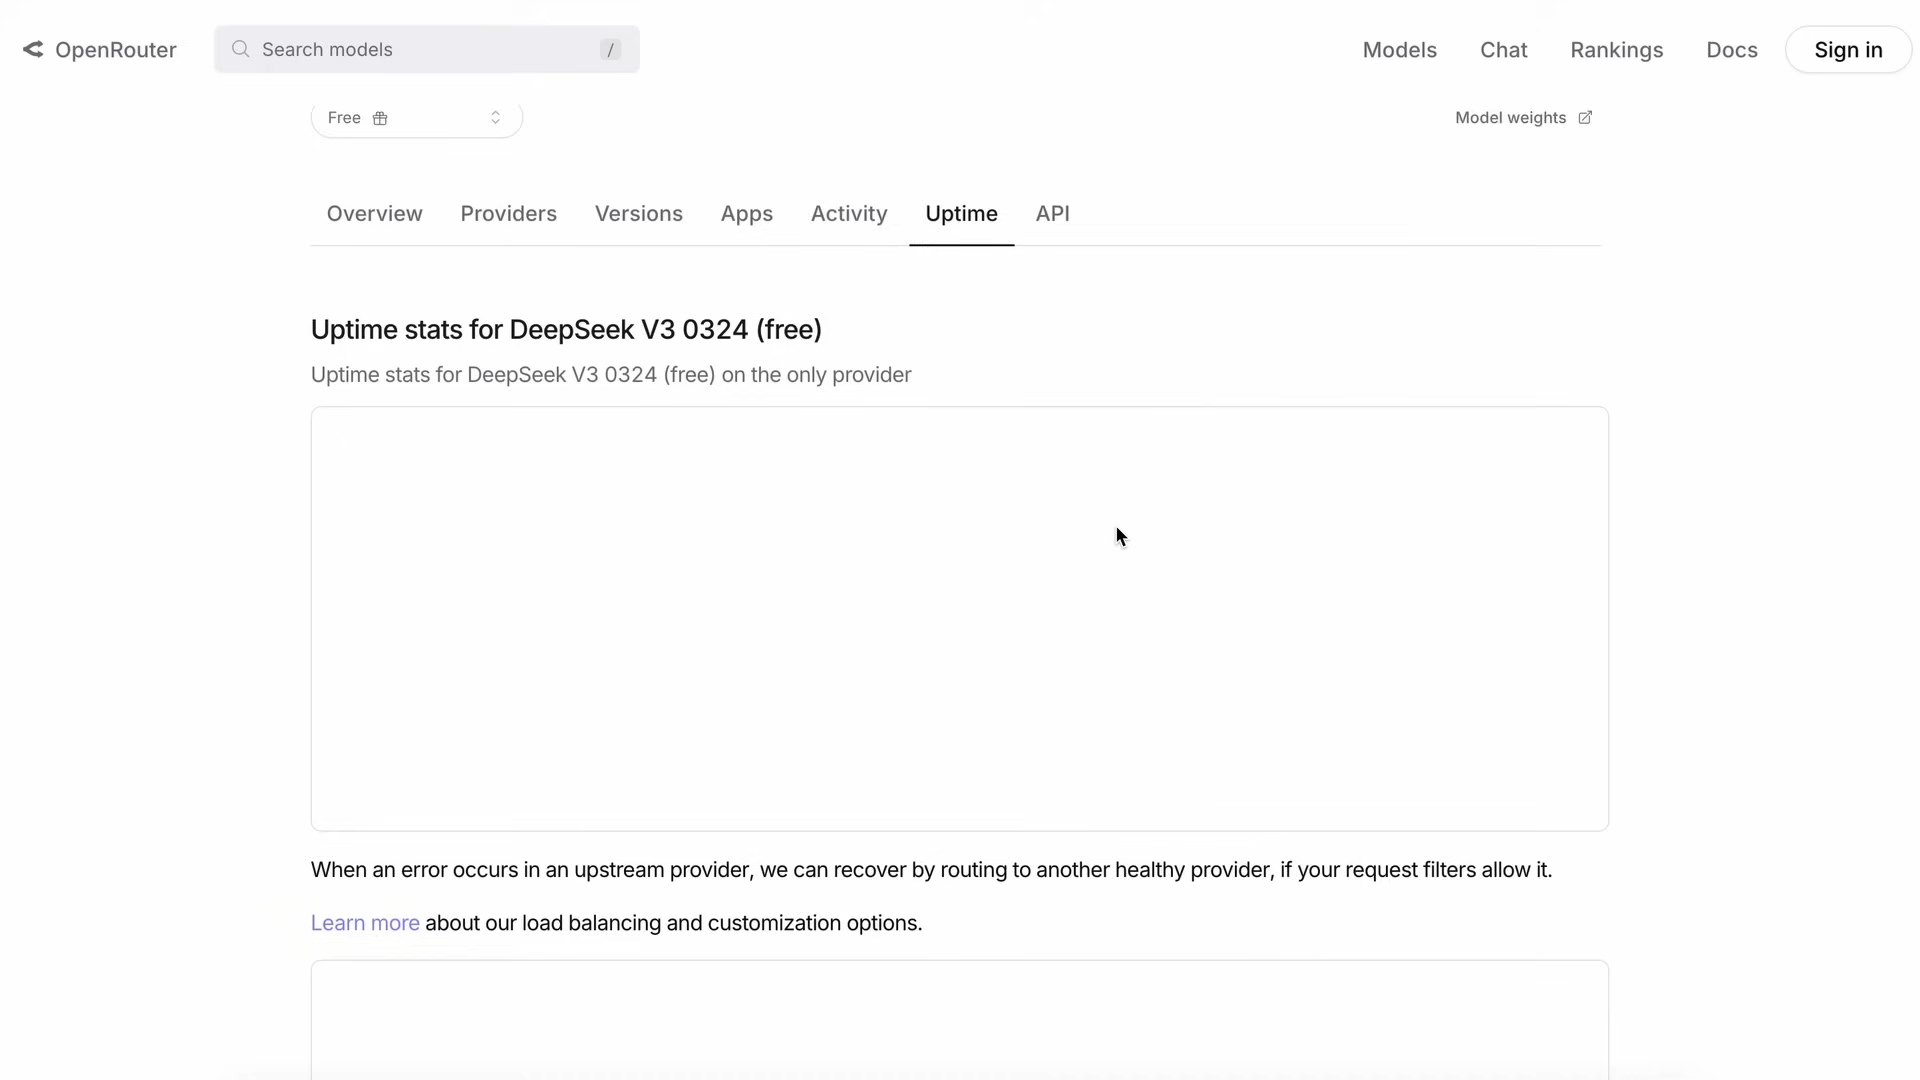 OpenRouter
Search models
/
Models
Chat
Rankings
Docs
Sign in
Free
Model weights
Overview
Providers
Versions
Apps
Activity
Uptime
API
Uptime stats for DeepSeek V3 0324 (free)
Uptime stats for DeepSeek V3 0324 (free) on the only provider
When an error occurs in an upstream provider, we can recover by routing to another healthy provider, if your request filters allow it.
Learn more about our load balancing and customization options.